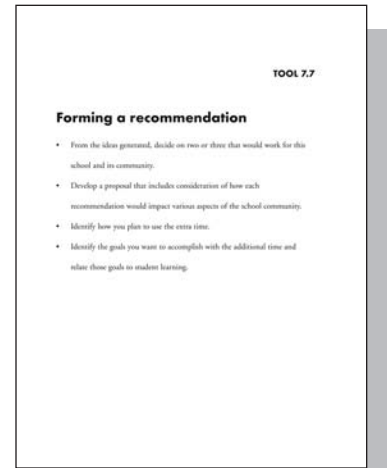 TOOL 7.7
Forming a recommendation
• From the ideas generated, decide on two or three that would work for this
school and its community.
• Develop a proposal that includes consideration of how each
recommendation would impact various aspects of the school community.
• Identify how you plan to use the extra time.
• Identify the goals you want to accomplish with the additional time and
relate those goals to student learning.